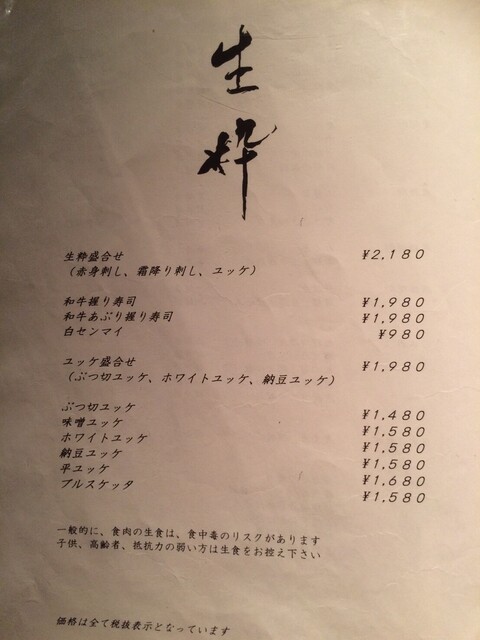 生
粋
生粋盛合せ ¥2,180
(赤身刺し、霜降り刺し、ユッケ)
和牛握り寿司 ¥1,980
和牛あぶり握り寿司 ¥1,980
白センマイ ¥980
ユッケ盛合せ ¥1,980
(ぶつ切ユッケ、ホワイトユッケ、納豆ユッケ)
ぶつ切ユッケ ¥1,480
味噌ユッケ ¥1,580
ホワイトユッケ ¥1,580
納豆ユッケ ¥1,580
平ユッケ ¥1,680
ブルスケッタ ¥1,580
一般的に、食肉の生食は、食中毒のリスクがあります
子供、高齢者、抵抗力の弱い方は生食をお控え下さい
価格は全て税抜表示となっています